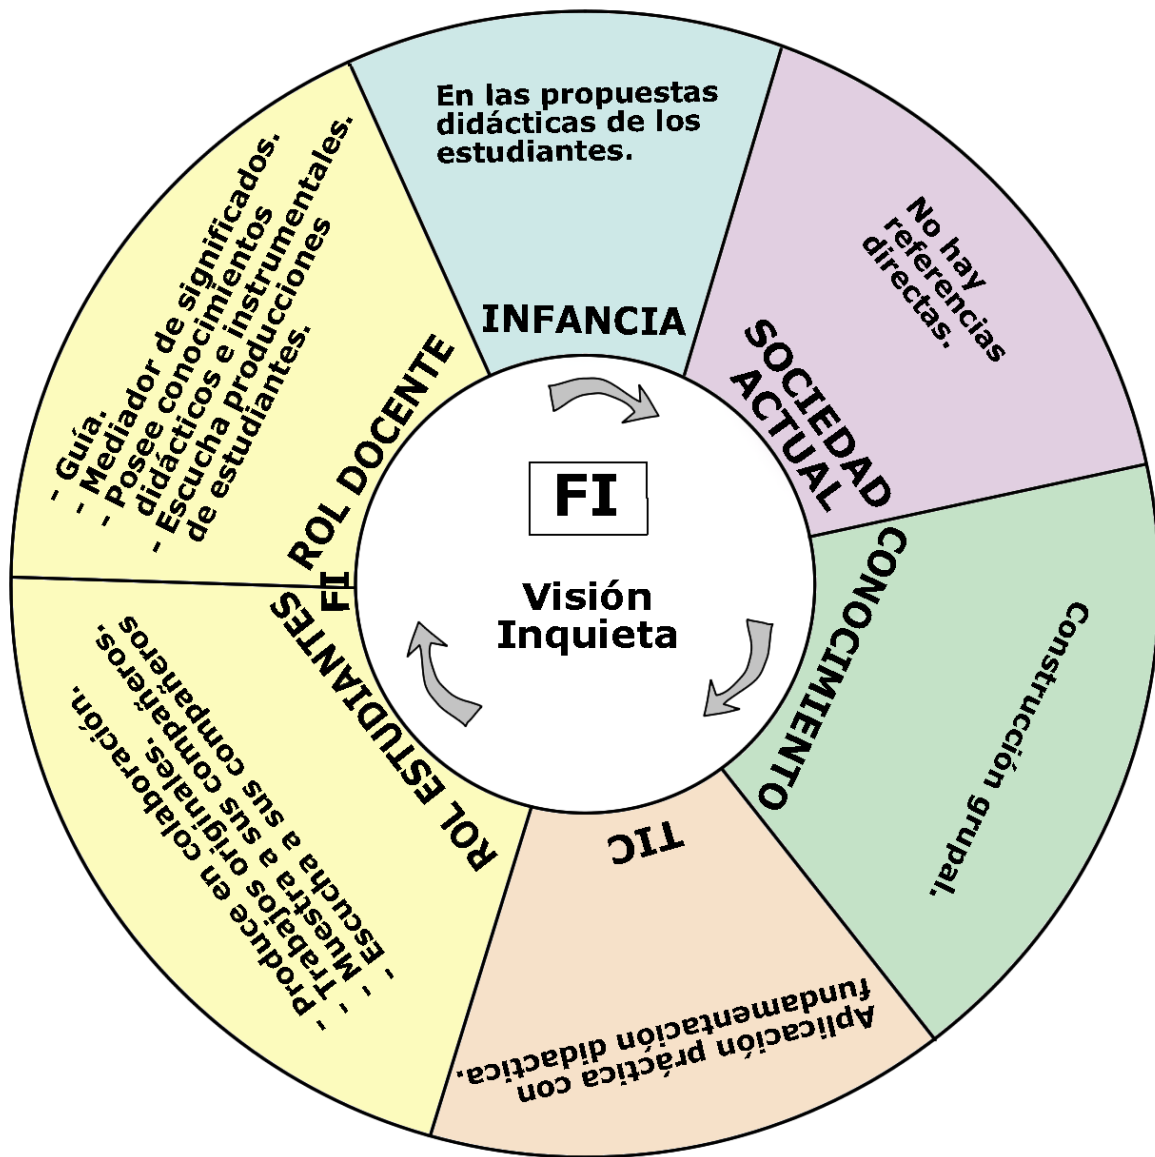 En las propuestas
didácticas de los
estudiantes.
INFANCIA
No hay
referencias
directas.
SOCIEDAD
ACTUAL
Construcción grupal.
CONOCIMIENTO
Aplicación práctica con
fundamentación didactica.
TIC
- Produce en colaboración.
- Trabajos originales.
- Muestra a sus compañeros.
- Escucha a sus compañeros
ROL ESTUDIANTES
FI
- Guía.
- Mediador de significados.
- Posee conocimientos
didácticos e instrumentales.
- Escucha producciones
de estudiantes.
ROL DOCENTE
FI
Visión
Inquieta